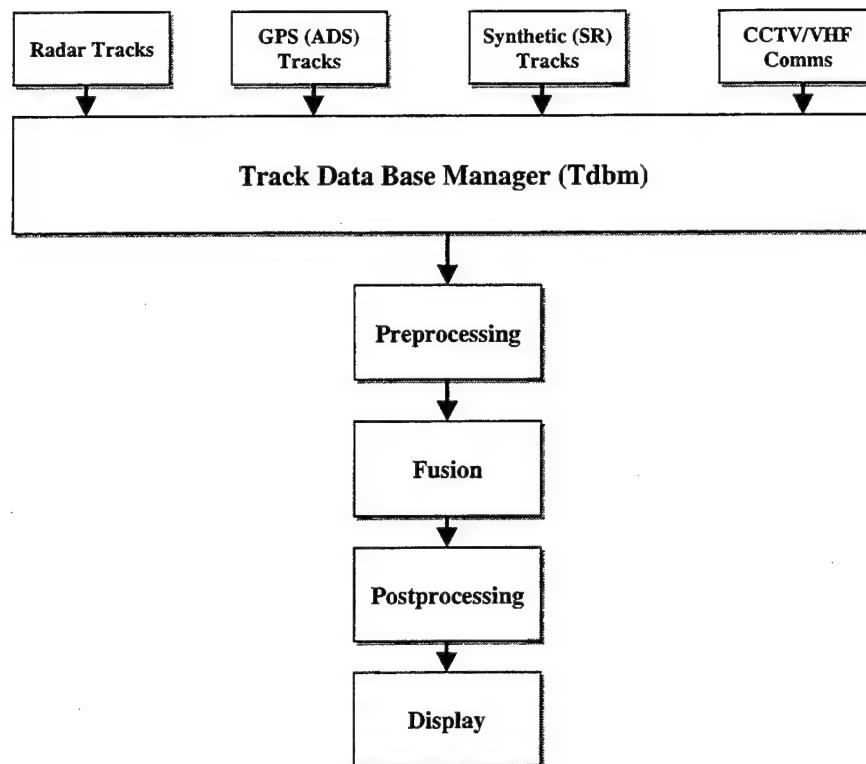 Radar Tracks
GPS (ADS)
Tracks
Synthetic (SR)
Tracks
CCTV/VHF
Comms
Track Data Base Manager (Tdbm)
Preprocessing
Fusion
Postprocessing
Display